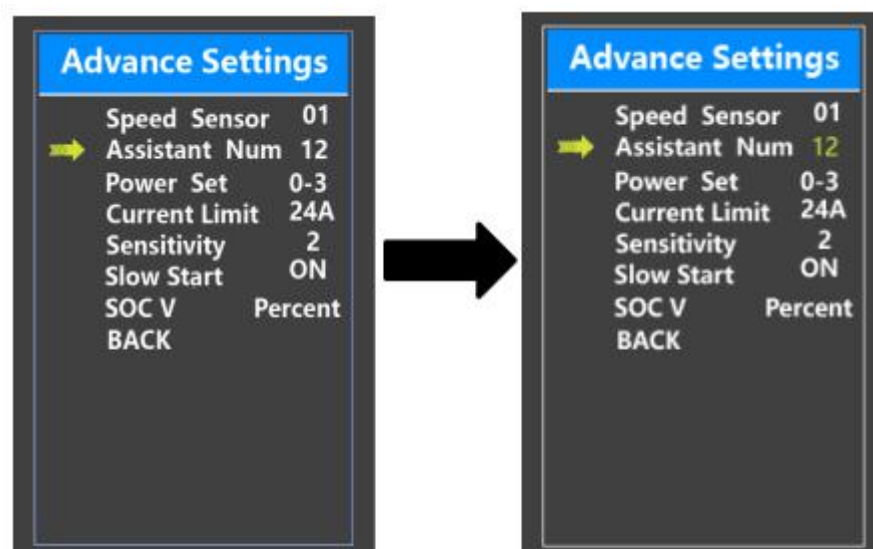 Advance Settings
Speed Sensor 01
Assistant Num 12
Power Set 0-3
Current Limit 24A
Sensitivity 2
Slow Start ON
SOC V Percent
BACK
Advance Settings
Speed Sensor 01
Assistant Num 12
Power Set 0-3
Current Limit 24A
Sensitivity 2
Slow Start ON
SOC V Percent
BACK